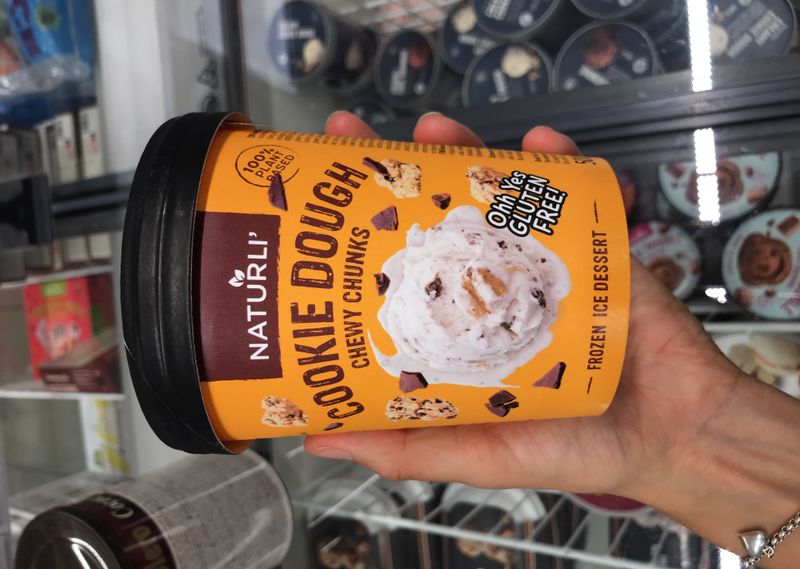 100%
PLANT
BASED
NATURLI'
COOKIE DOUGH
CHEWY CHUNKS
Ohh Yes
GLUTEN
FREE!
FROZEN ICE DESSERT